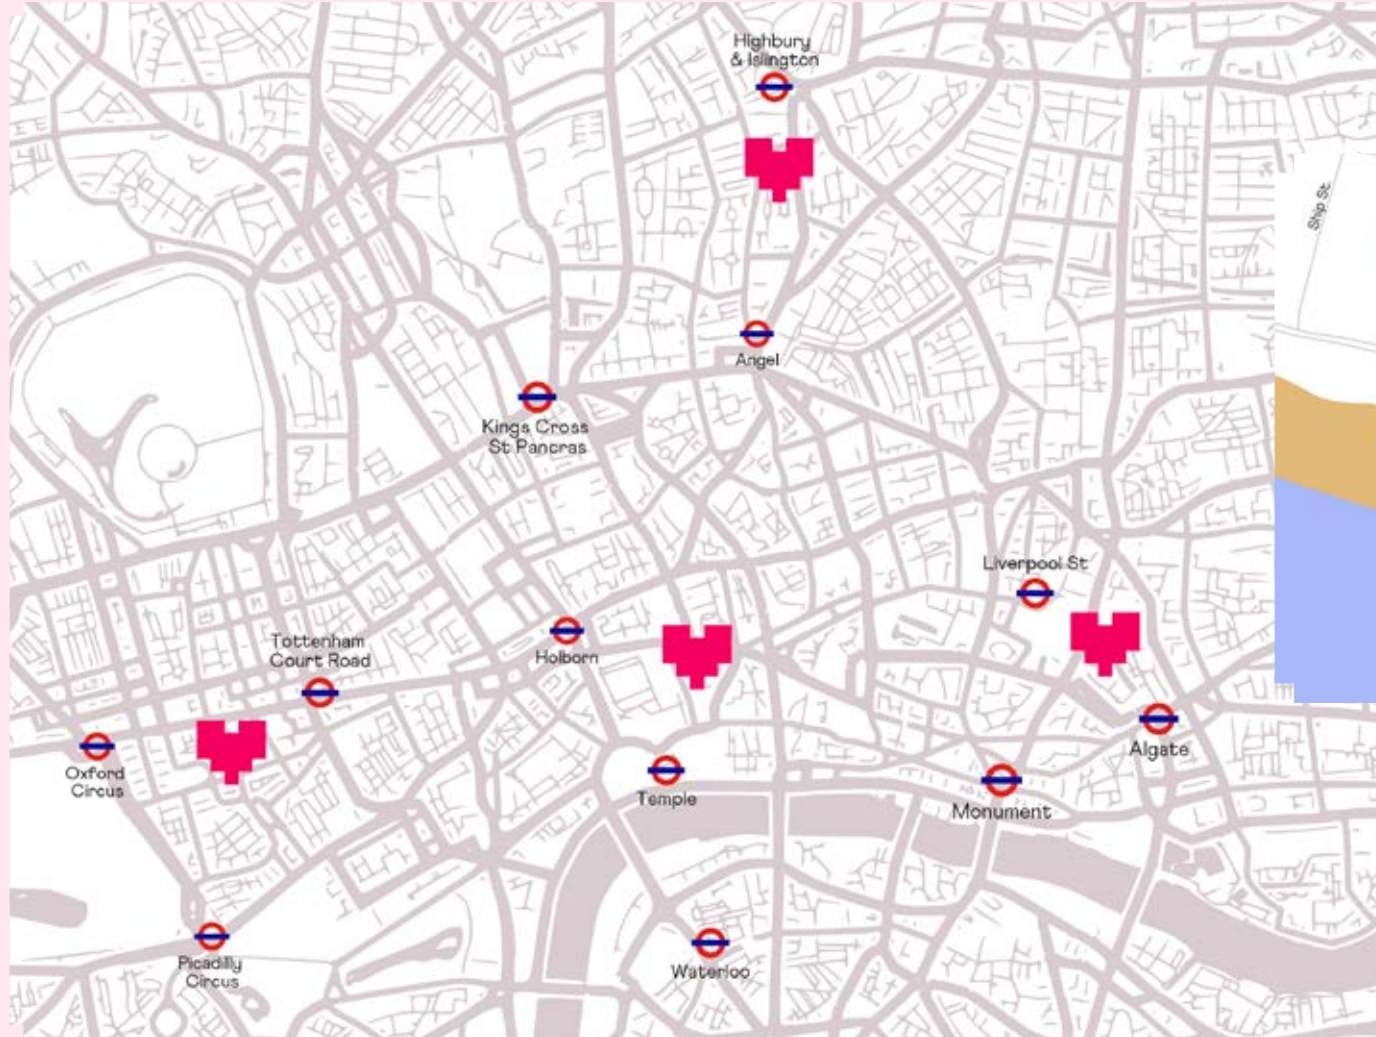 Highbury
& Islington
Ship St
Angel
Kings Cross
St Pancras
Liverpool St
Tottenham
Court Road
Holborn
Oxford
Circus
Temple
Algate
Monument
Picadilly
Circus
Waterloo